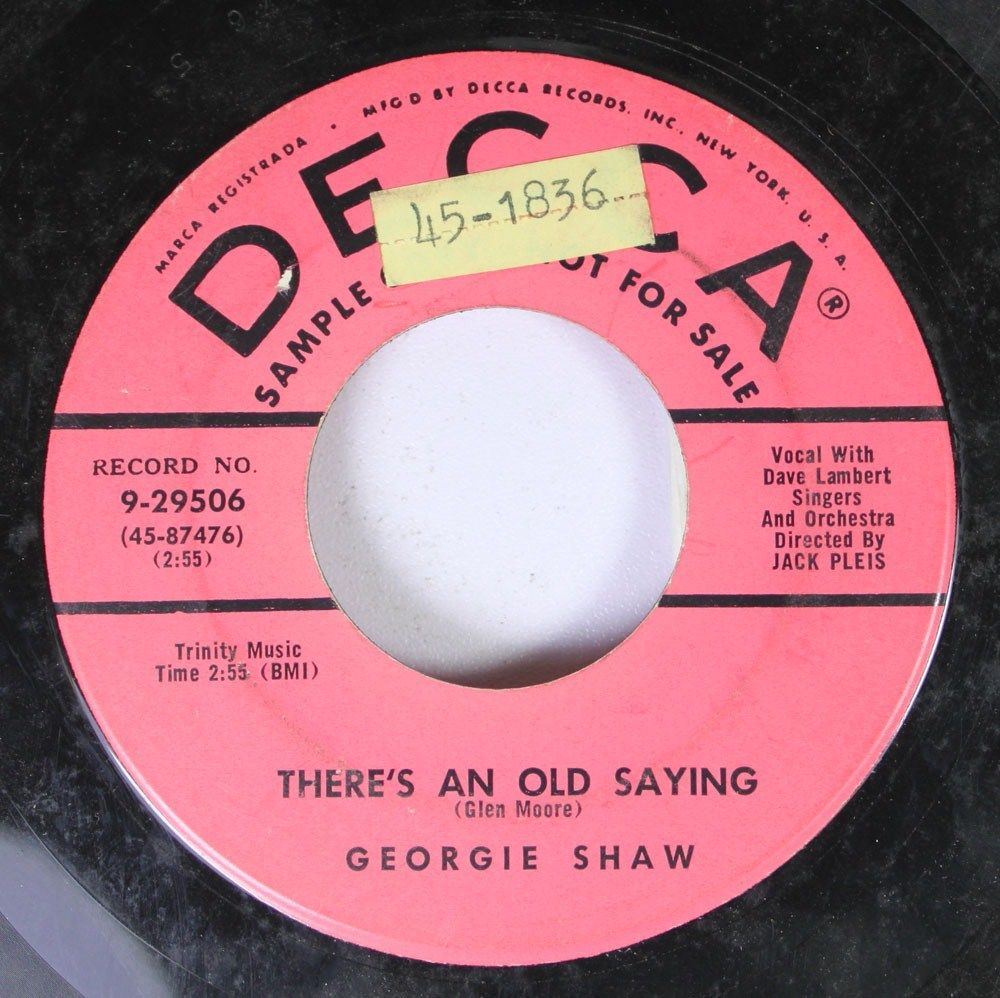 MARCA REGISTRADA • MFG'D BY DECCA RECORDS, INC., NEW YORK, U. S. A.
DECCA®
45-1836
SAMPLE NOT FOR SALE
RECORD NO.
9-29506
(45-87476)
(2:55)
Vocal With
Dave Lambert
Singers
And Orchestra
Directed By
JACK PLEIS
Trinity Music
Time 2:55 (BMI)
THERE'S AN OLD SAYING
(Glen Moore)
GEORGIE SHAW